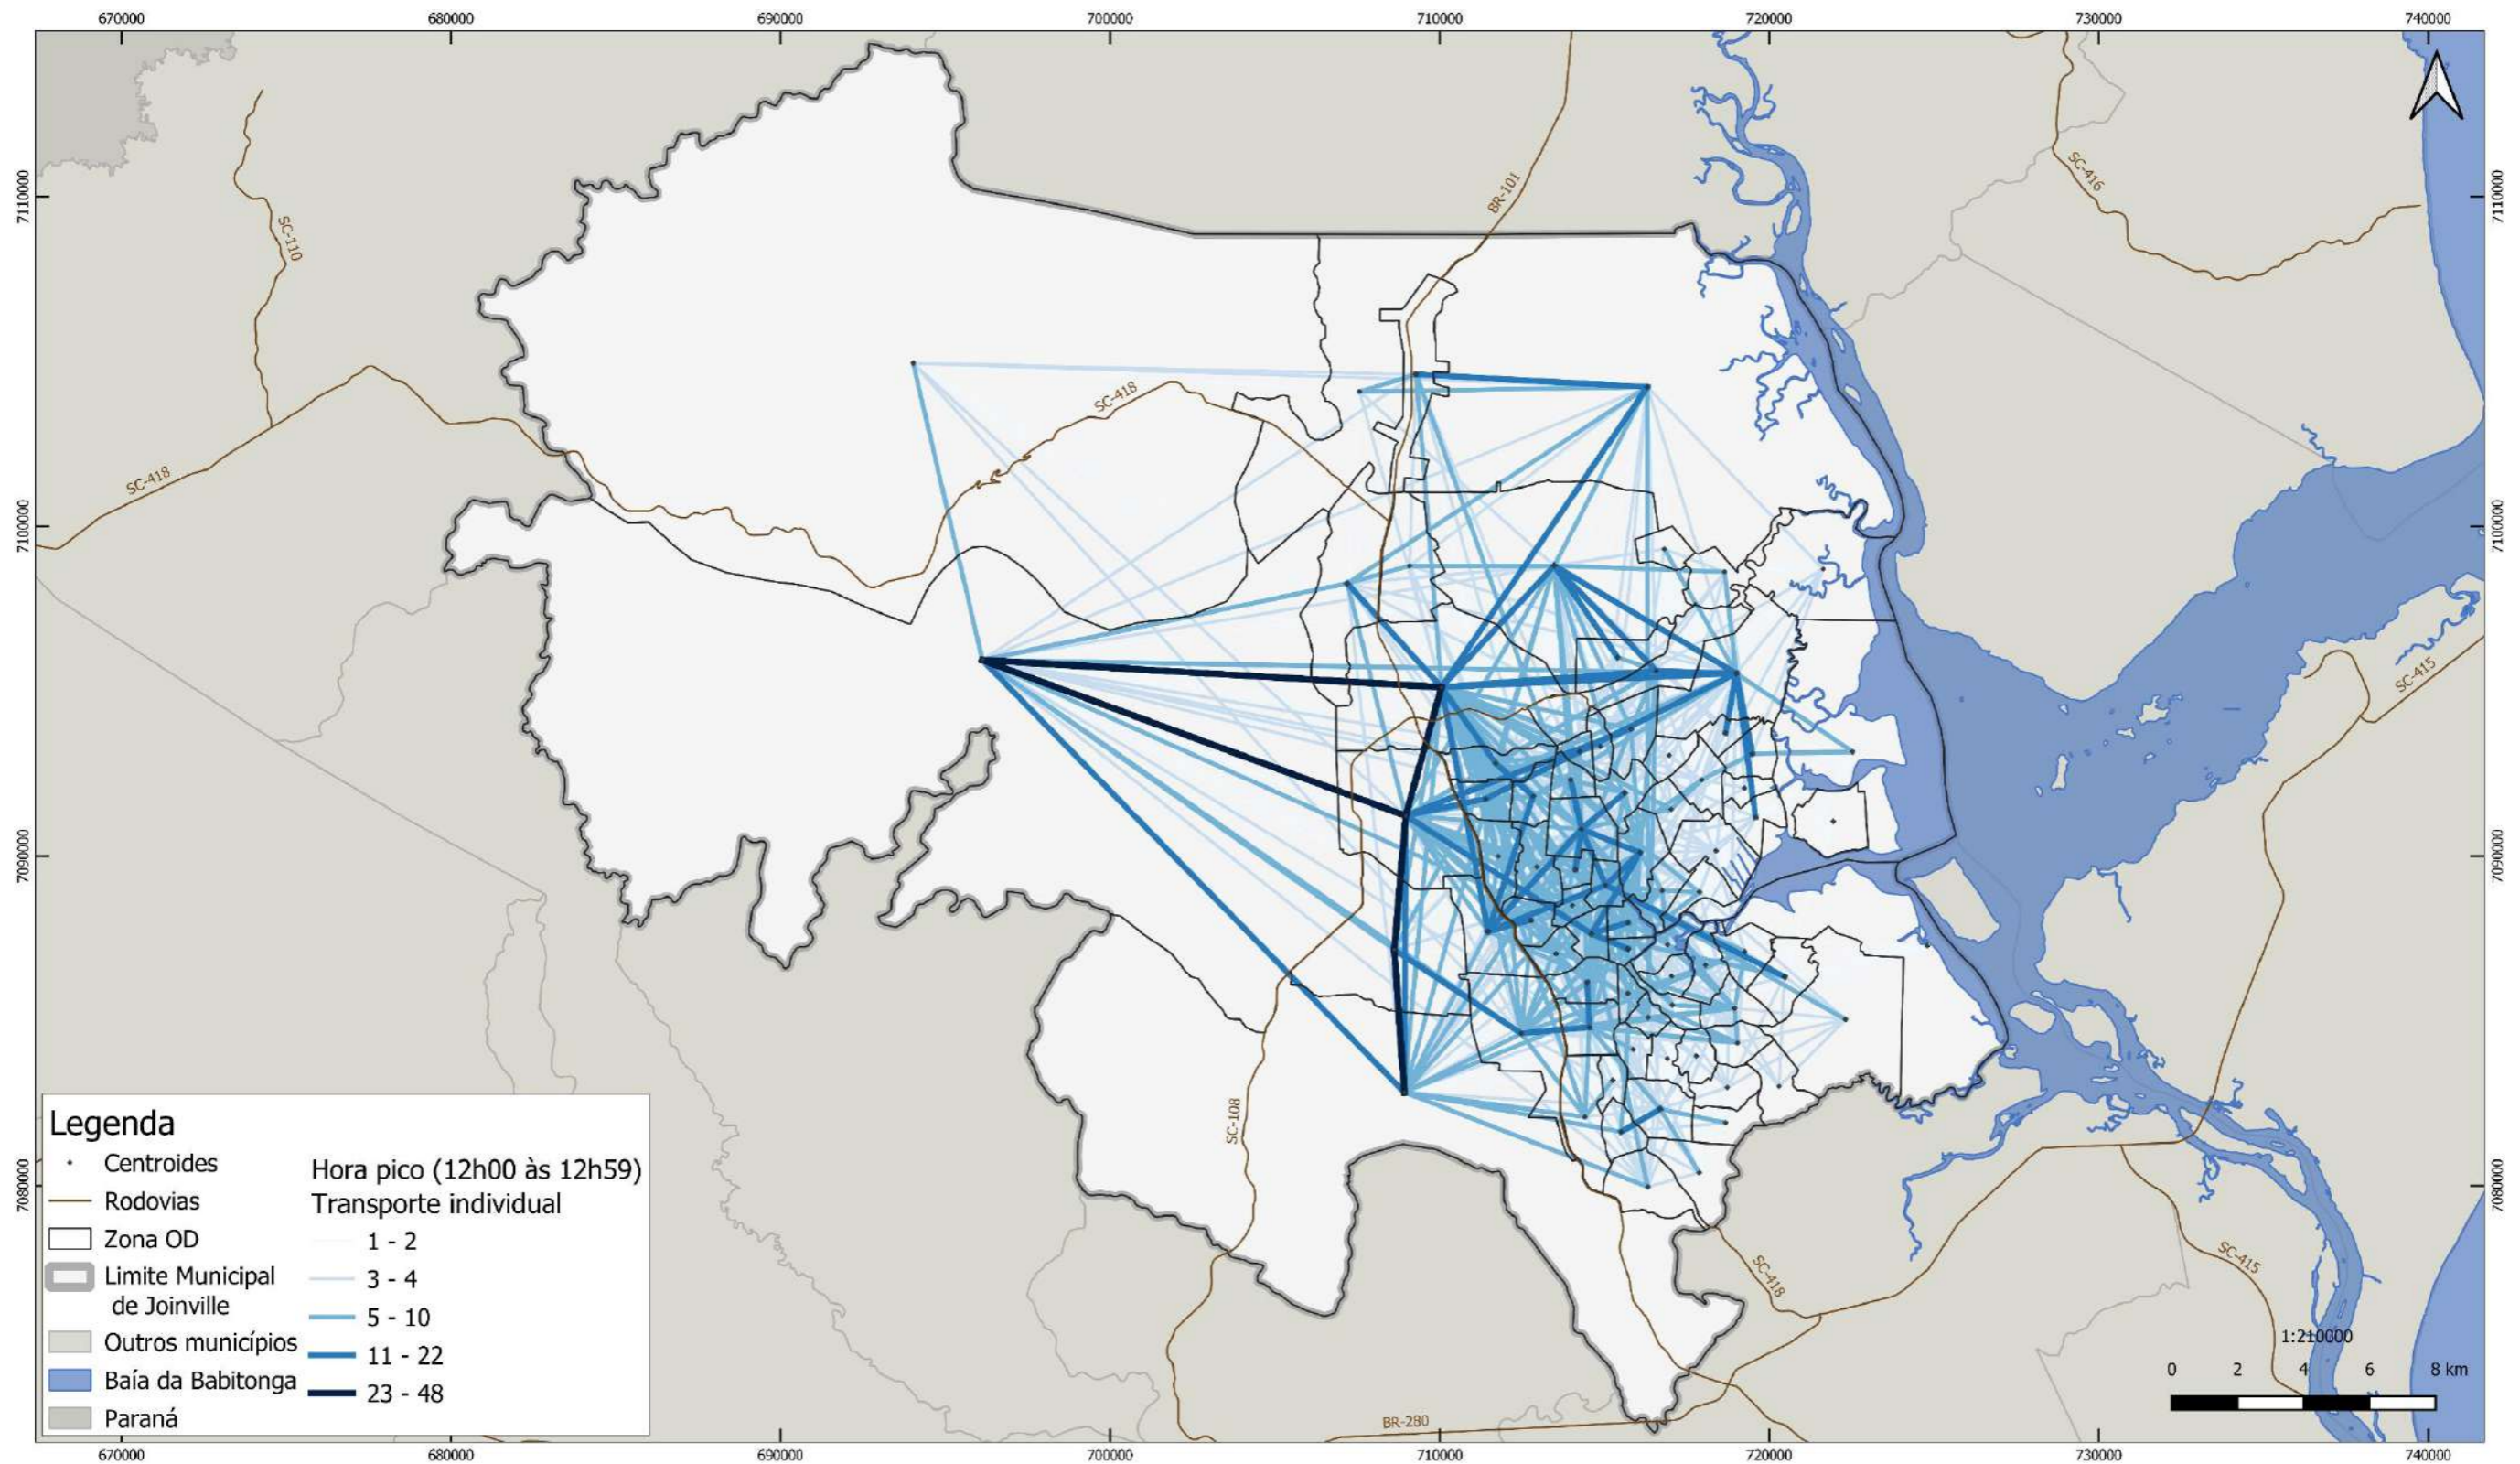 670000
680000
690000
700000
710000
720000
730000
740000
7110000
7110000
SC-110
BR-101
SC-416
SC-418
SC-418
7100000
7100000
SC-415
7090000
7090000
SC-108
7080000
7080000
SC-418
SC-415
BR-280
Legenda
Centroides
Rodovias
Zona OD
Limite Municipal
de Joinville
Outros municípios
Baía da Babitonga
Paraná
Hora pico (12h00 às 12h59)
Transporte individual
1 - 2
3 - 4
5 - 10
11 - 22
23 - 48
1:210000
0 2 4 6 8 km
670000
680000
690000
700000
710000
720000
730000
740000